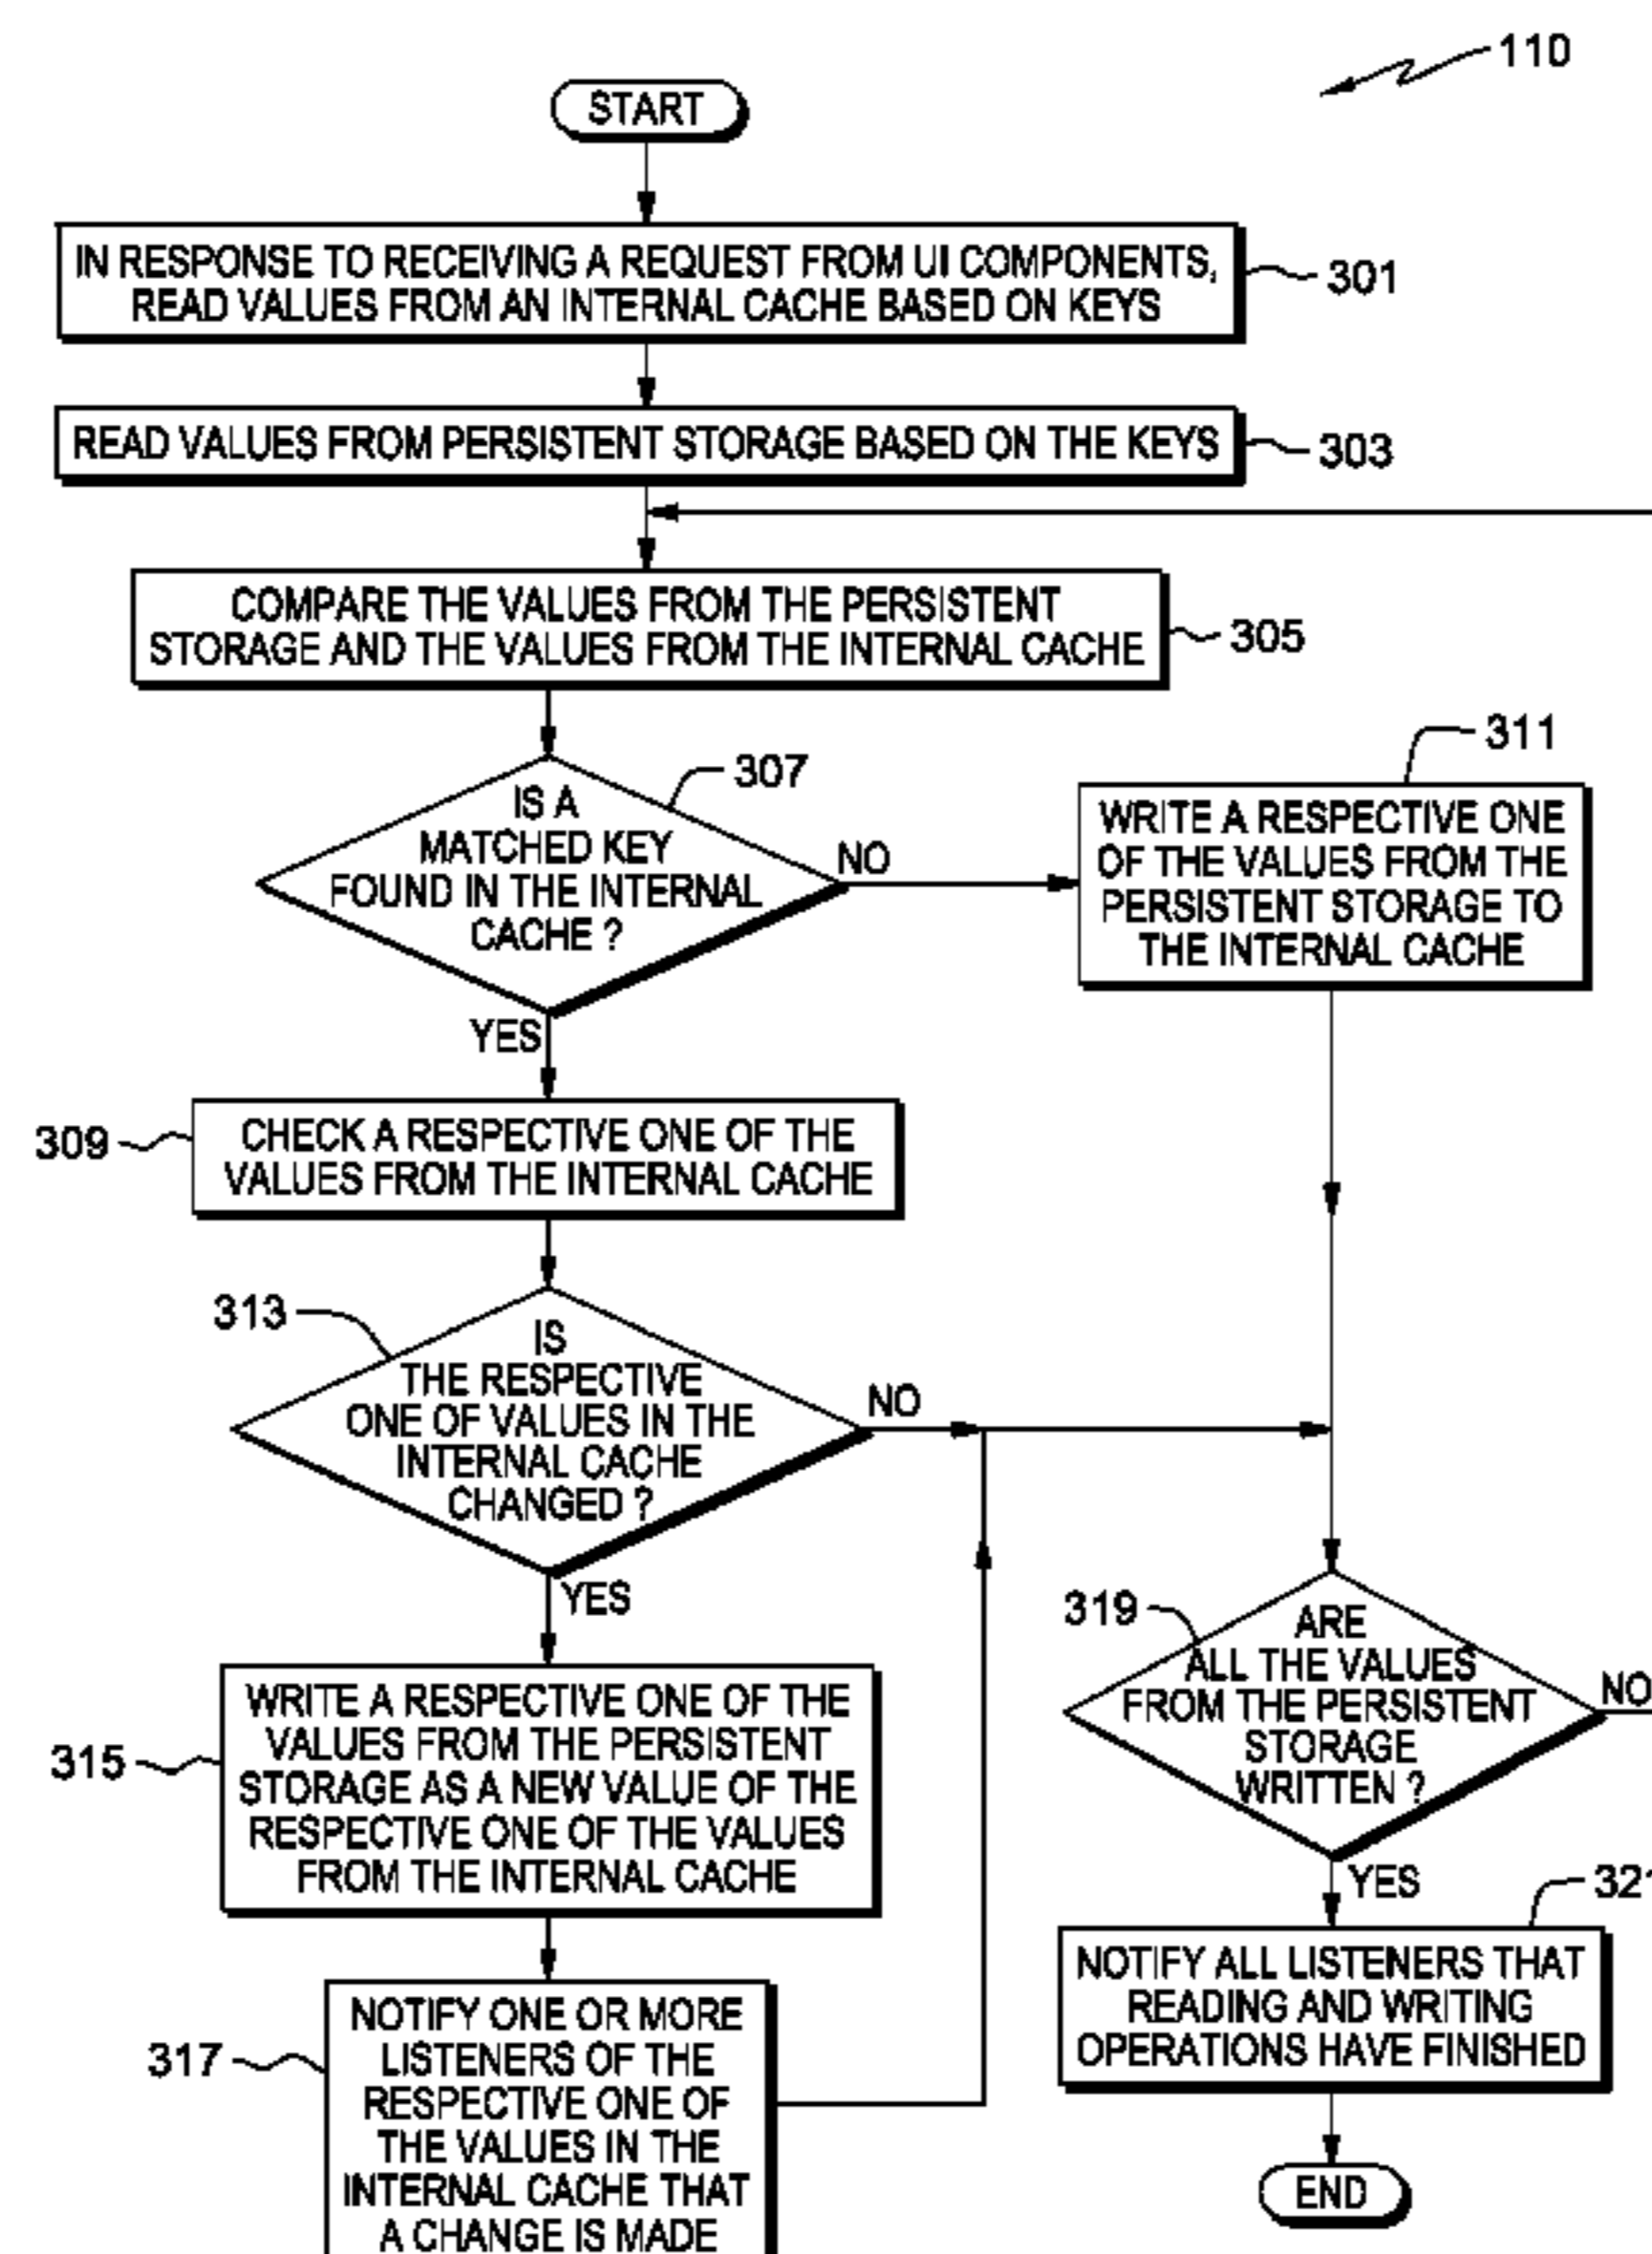 110
START
IN RESPONSE TO RECEIVING A REQUEST FROM UI COMPONENTS,
READ VALUES FROM AN INTERNAL CACHE BASED ON KEYS
301
READ VALUES FROM PERSISTENT STORAGE BASED ON THE KEYS
303
COMPARE THE VALUES FROM THE PERSISTENT
STORAGE AND THE VALUES FROM THE INTERNAL CACHE
305
307
IS A
MATCHED KEY
FOUND IN THE INTERNAL
CACHE ?
NO
YES
311
WRITE A RESPECTIVE ONE
OF THE VALUES FROM THE
PERSISTENT STORAGE TO
THE INTERNAL CACHE
309
CHECK A RESPECTIVE ONE OF THE
VALUES FROM THE INTERNAL CACHE
313
IS
THE RESPECTIVE
ONE OF VALUES IN THE
INTERNAL CACHE
CHANGED ?
NO
YES
315
WRITE A RESPECTIVE ONE OF THE
VALUES FROM THE PERSISTENT
STORAGE AS A NEW VALUE OF THE
RESPECTIVE ONE OF THE VALUES
FROM THE INTERNAL CACHE
317
NOTIFY ONE OR MORE
LISTENERS OF THE
RESPECTIVE ONE OF
THE VALUES IN THE
INTERNAL CACHE THAT
A CHANGE IS MADE
319
ARE
ALL THE VALUES
FROM THE PERSISTENT
STORAGE
WRITTEN ?
NO
YES
321
NOTIFY ALL LISTENERS THAT
READING AND WRITING
OPERATIONS HAVE FINISHED
END